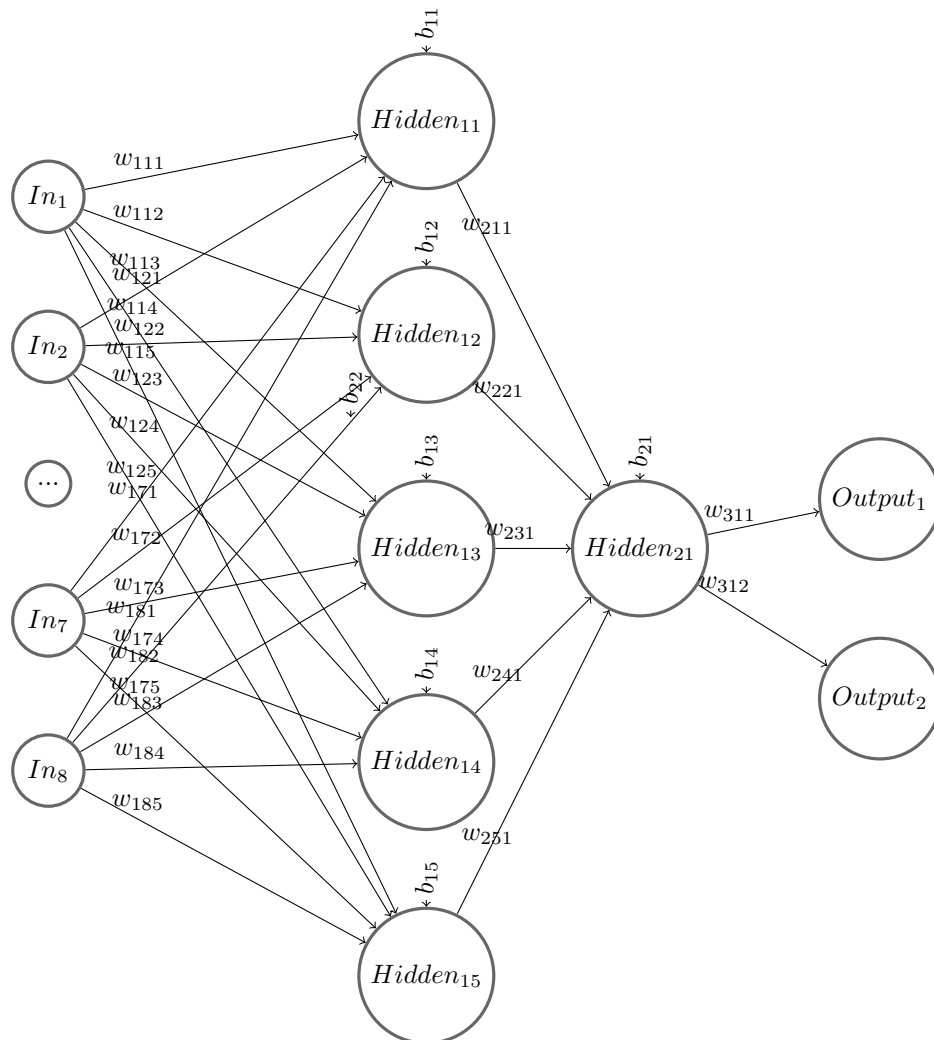 b₁₁
Hidden₁₁
w₁₁₁
In₁
w₁₁₂
w₂₁₁
b₁₂
w₁₁₃
w₁₂₁
w₁₁₄
w₁₂₂
Hidden₁₂
In₂
w₁₁₅
w₁₂₃
b₂₂
w₂₂₁
w₁₂₄
b₁₃
b₂₁
w₁₂₅
...
w₁₇₁
Output₁
w₃₁₁
w₁₇₂
w₂₃₁
Hidden₁₃
Hidden₂₁
w₁₇₃
w₃₁₂
w₁₈₁
In₇
w₁₇₄
w₁₈₂
b₁₄
w₂₄₁
w₁₇₅
w₁₈₃
Output₂
w₁₈₄
Hidden₁₄
In₈
w₁₈₅
w₂₅₁
b₁₅
Hidden₁₅